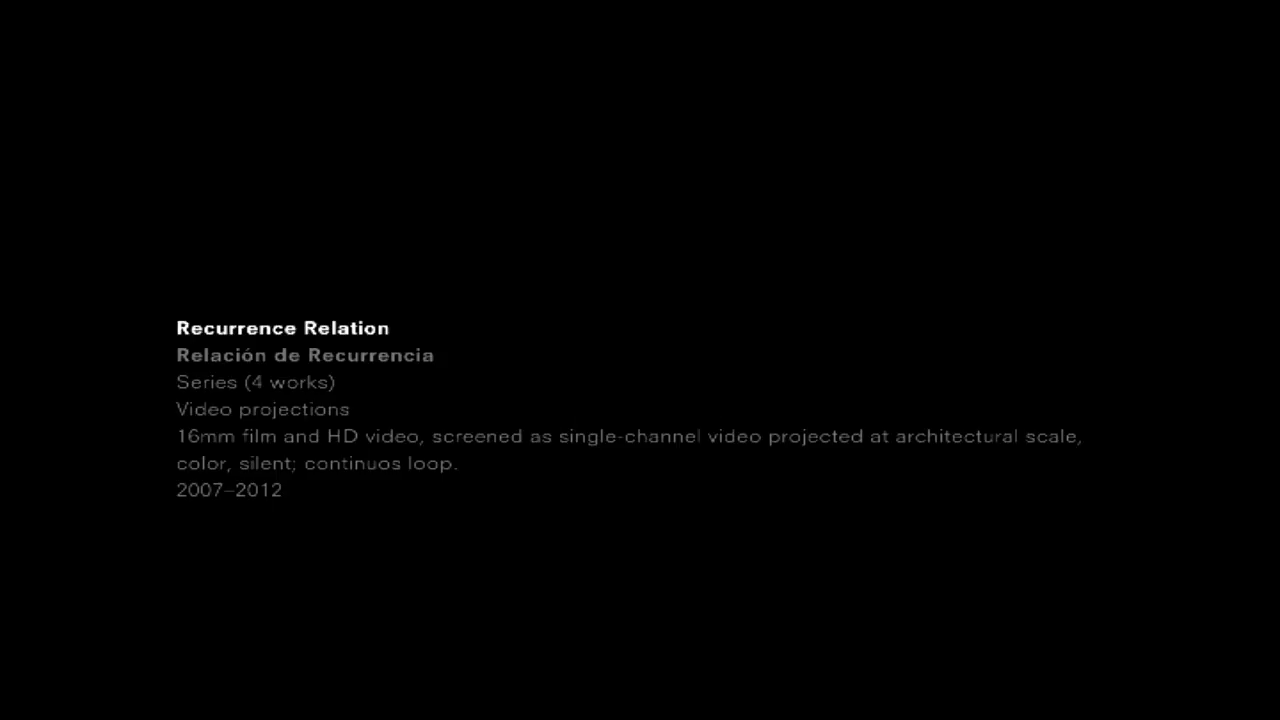 Recurrence Relation
Relación de Recurrencia
Series (4 works)
Video projections
16mm film and HD video, screened as single-channel video projected at architectural scale,
color, silent; continuos loop.
2007–2012